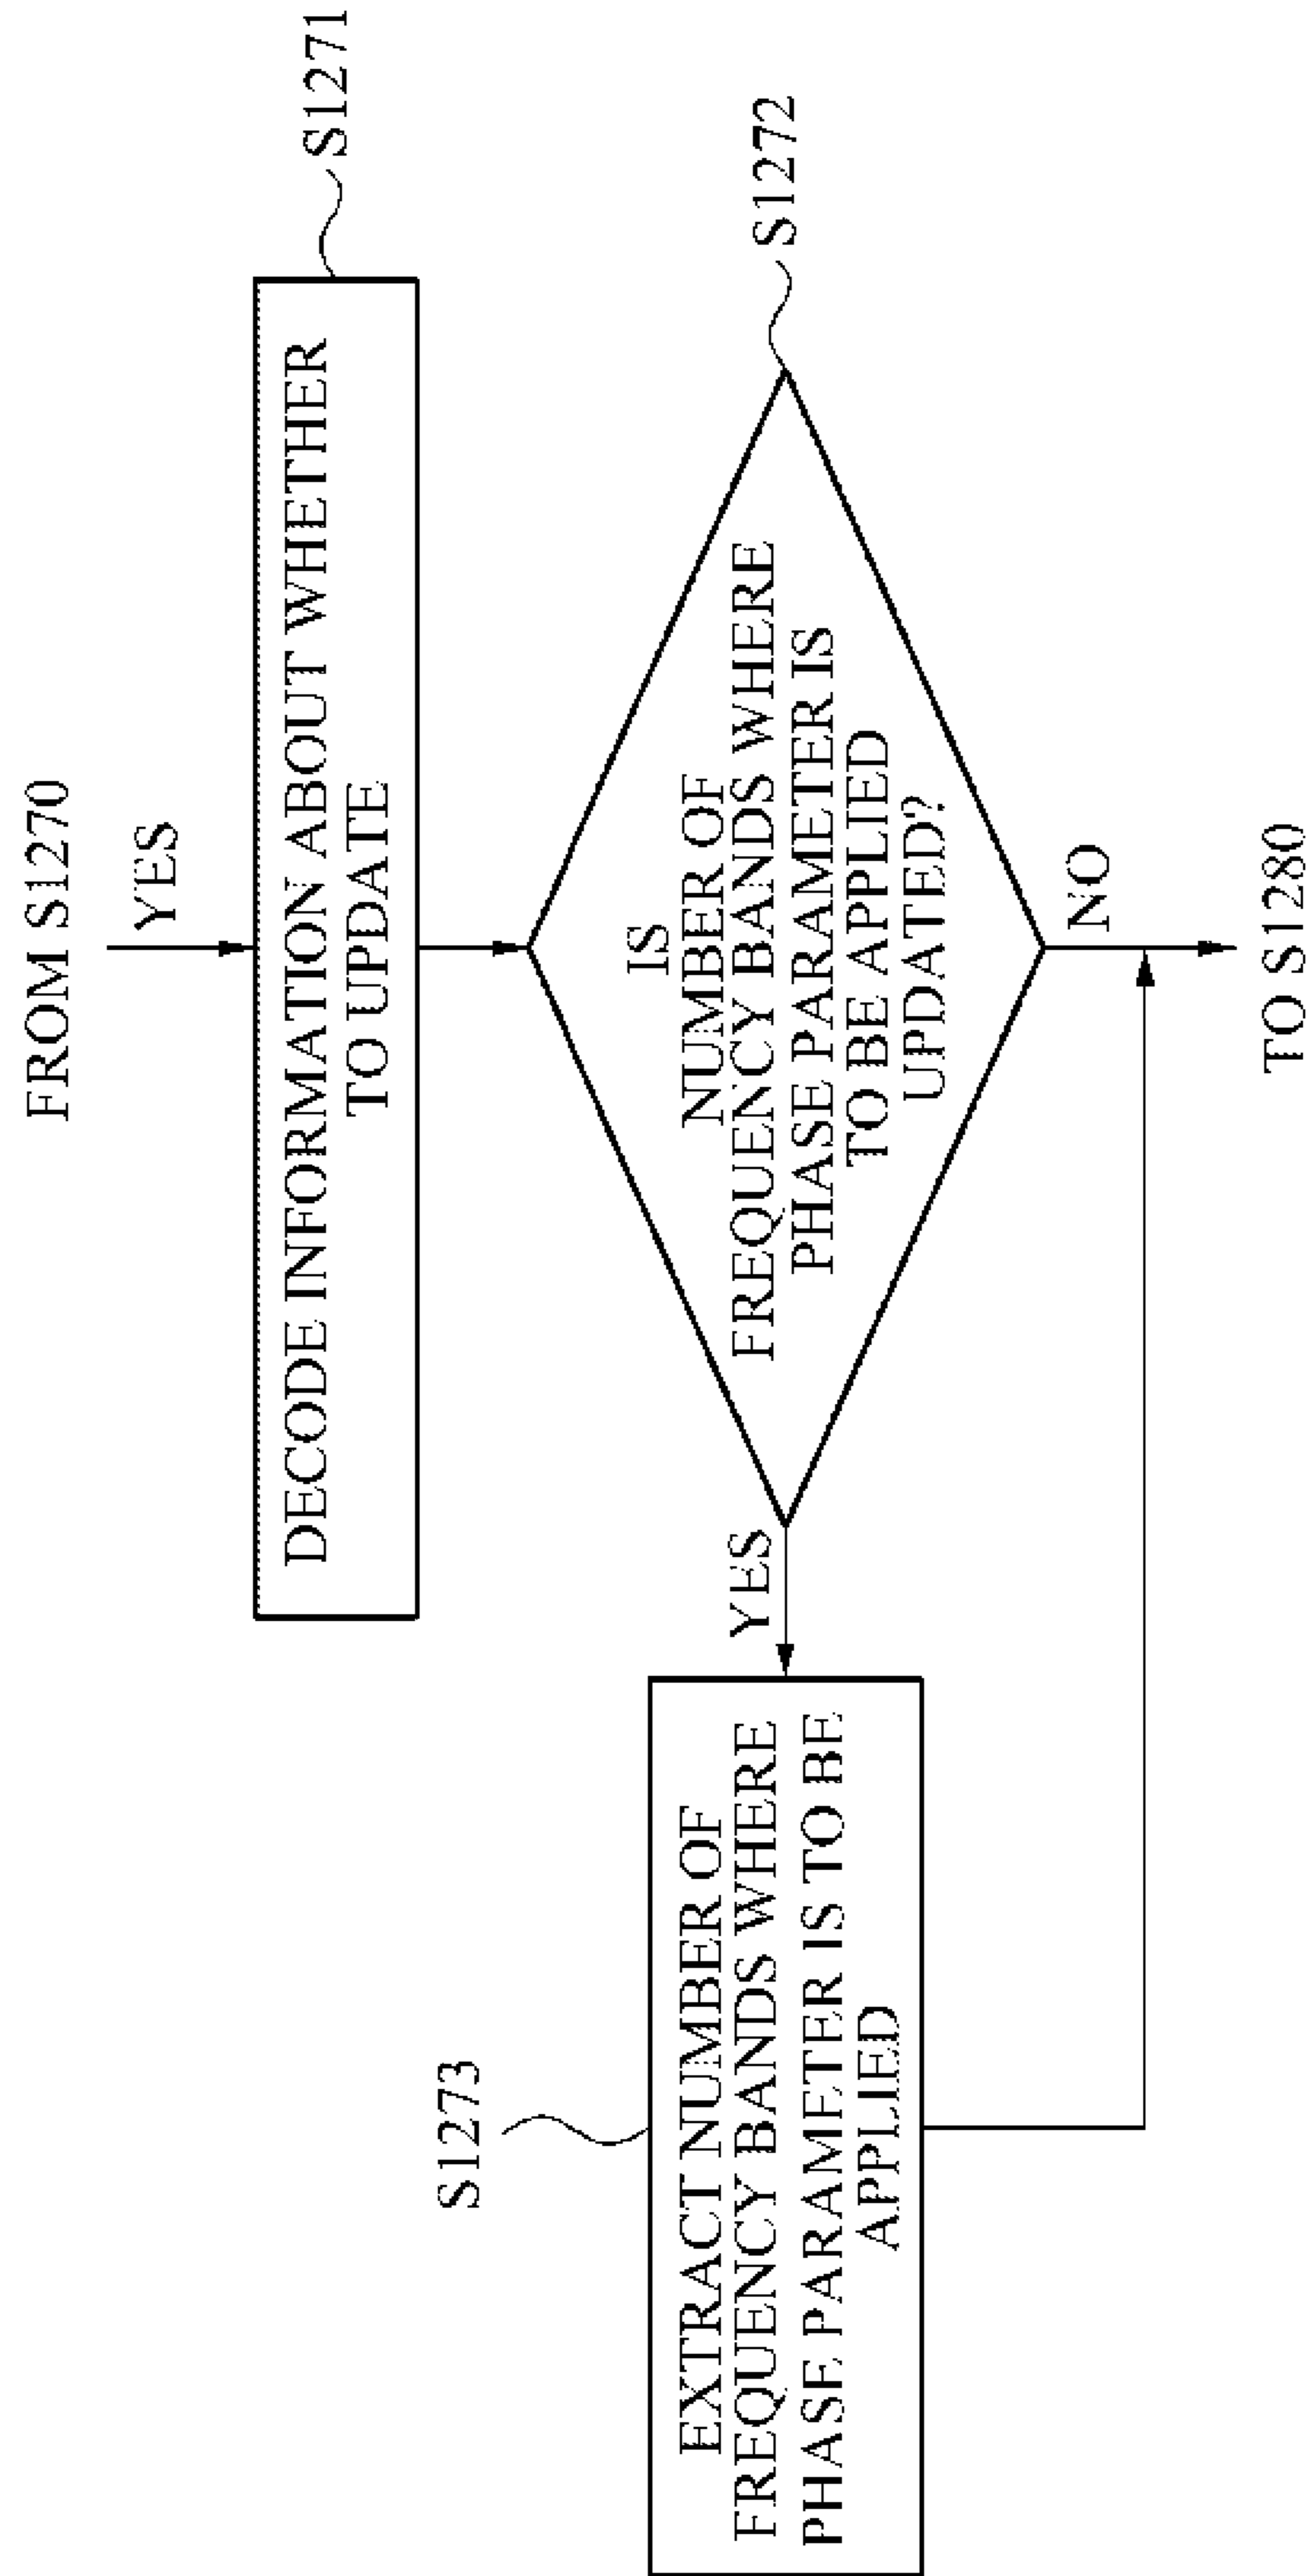 FROM S1270
YES
DECODE INFORMATION ABOUT WHETHER
TO UPDATE
S1271
IS
NUMBER OF
FREQUENCY BANDS WHERE
PHASE PARAMETER IS
TO BE APPLIED
UPDATED?
S1272
YES
S1273
EXTRACT NUMBER OF
FREQUENCY BANDS WHERE
PHASE PARAMETER IS TO BE
APPLIED
NO
TO S1280